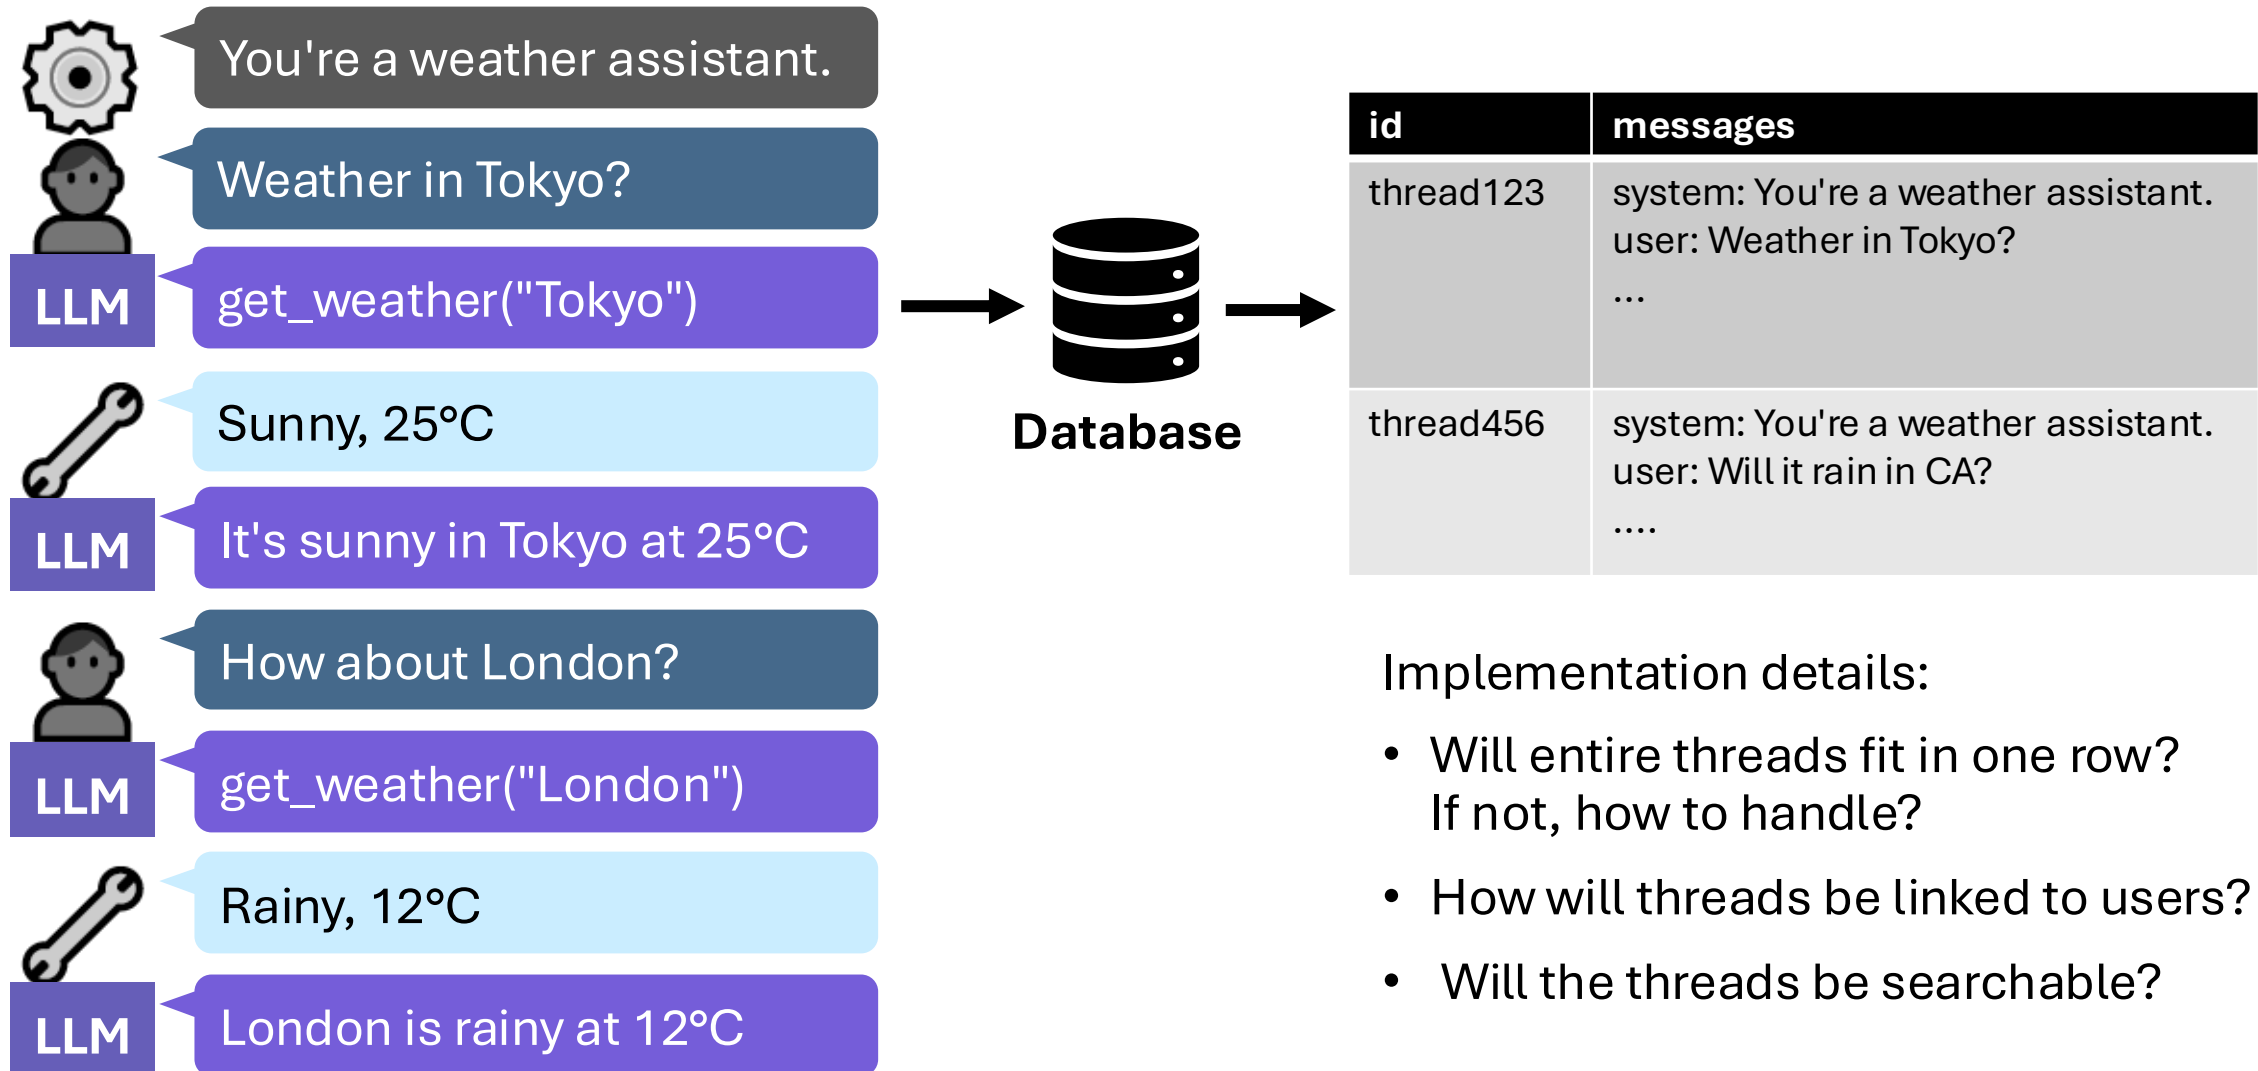 You're a weather assistant.
Weather in Tokyo?
LLM
get_weather("Tokyo")
Sunny, 25°C
LLM
It's sunny in Tokyo at 25°C
How about London?
LLM
get_weather("London")
Rainy, 12°C
LLM
London is rainy at 12°C
Database
id
messages
thread123
system: You're a weather assistant.
user: Weather in Tokyo?
...
thread456
system: You're a weather assistant.
user: Will it rain in CA?
....
Implementation details:
• Will entire threads fit in one row?
If not, how to handle?
• How will threads be linked to users?
• Will the threads be searchable?